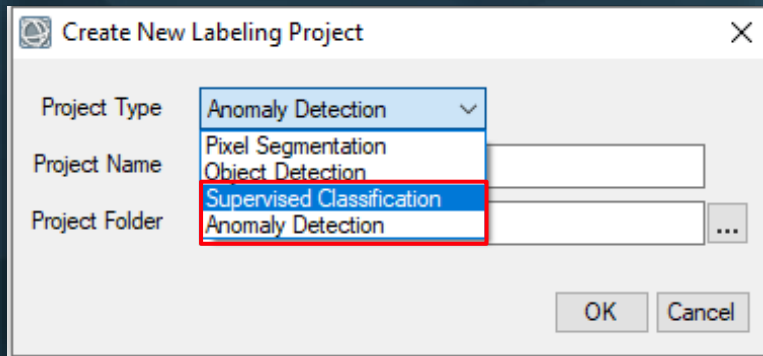 Create New Labeling Project
Project Type
Anomaly Detection
Pixel Segmentation
Object Detection
Supervised Classification
Anomaly Detection
Project Name
Project Folder
...
OK
Cancel